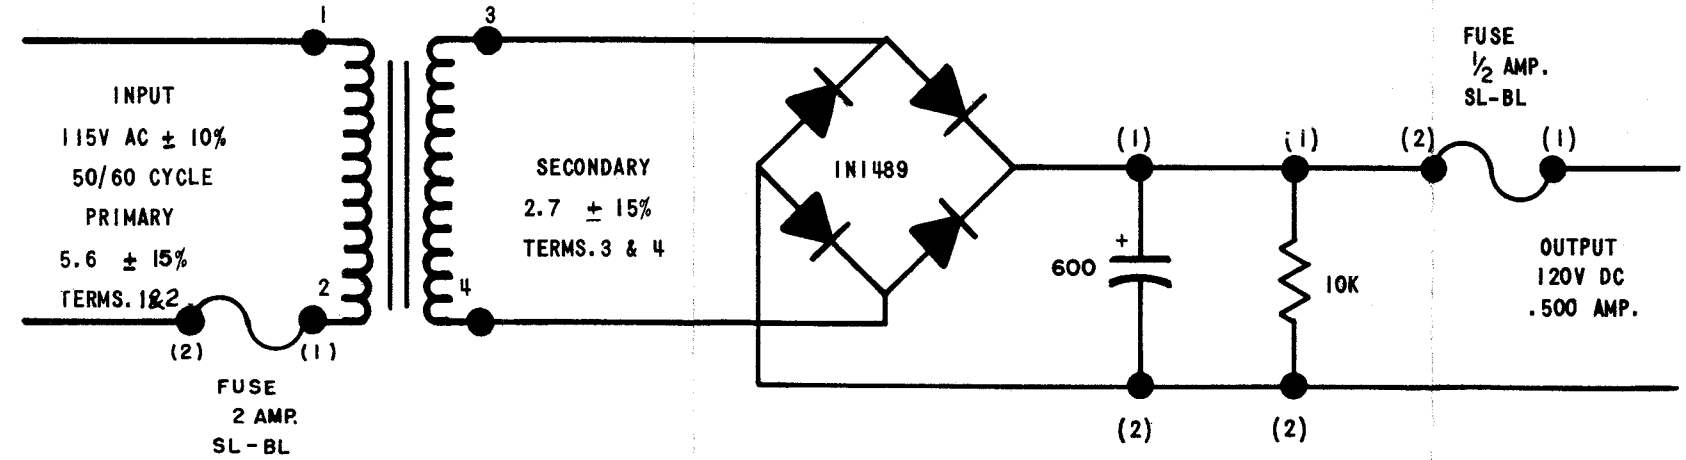 1
INPUT
115V AC ± 10%
50/60 CYCLE
PRIMARY
5.6 ± 15%
TERMS. 1&2
2
(2)
(1)
FUSE
2 AMP.
SL-BL
3
SECONDARY
2.7 ± 15%
TERMS. 3 & 4
4
1N1489
(1)
+
600
(2)
(1)
10K
(2)
FUSE
1/2 AMP.
SL-BL
(2)
(1)
OUTPUT
120V DC
.500 AMP.